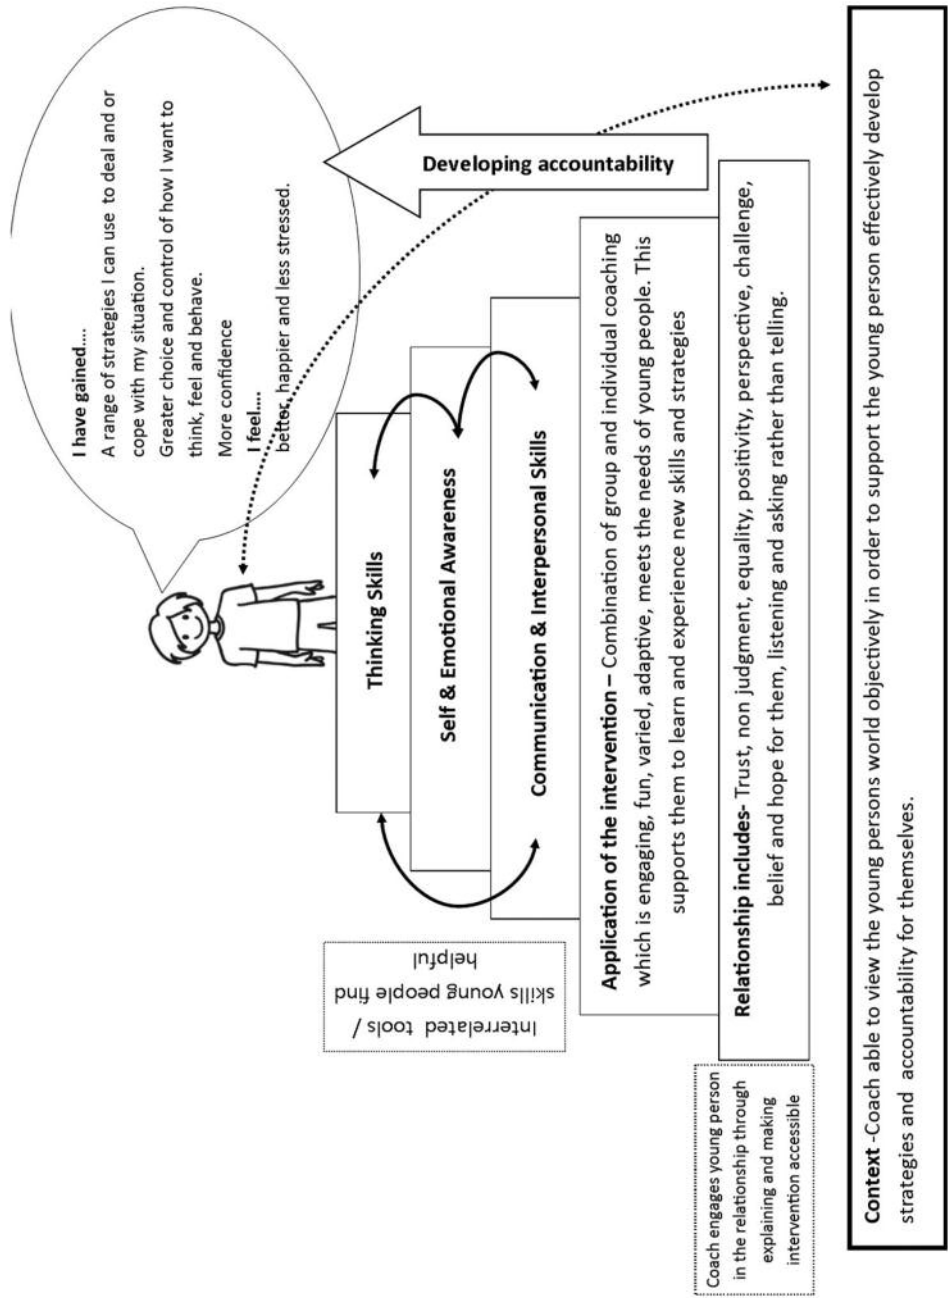 I have gained....
A range of strategies I can use to deal and or
cope with my situation.
Greater choice and control of how I want to
think, feel and behave.
More confidence
I feel....
better, happier and less stressed.
Developing accountability
Thinking Skills
Self & Emotional Awareness
Communication & Interpersonal Skills
Interrelated tools /
skills young people find
helpful
Application of the intervention – Combination of group and individual coaching
which is engaging, fun, varied, adaptive, meets the needs of young people. This
supports them to learn and experience new skills and strategies
Coach engages young person
in the relationship through
explaining and making
intervention accessible
Relationship includes- Trust, non judgment, equality, positivity, perspective, challenge,
belief and hope for them, listening and asking rather than telling.
Context -Coach able to view the young persons world objectively in order to support the young person effectively develop
strategies and accountability for themselves.